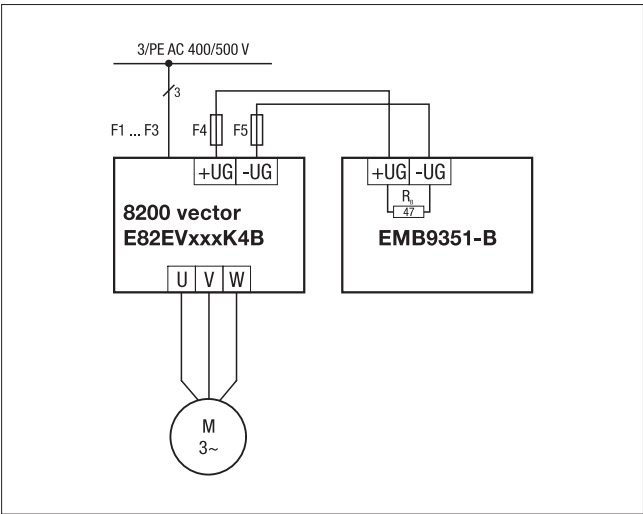 3/PE AC 400/500 V
3
F1 ... F3
F4
F5
+UG -UG
+UG -UG
8200 vector
E82EVxxxK4B
R
47
EMB9351-B
U V W
M
3~